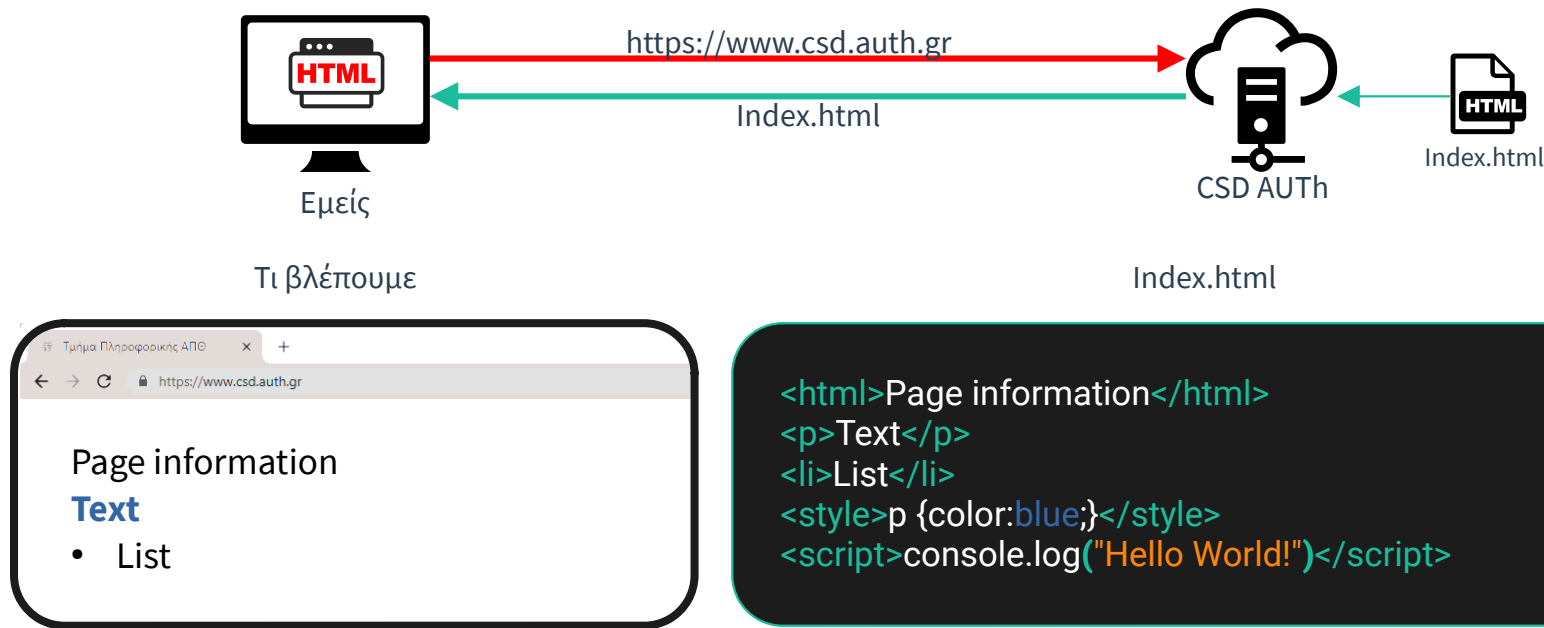 HTML
https://www.csd.auth.gr
Index.html
HTML
Index.html
Εμείς
CSD AUTh
Τι βλέπουμε
Index.html
Τμήμα Πληροφορικής ΑΠΘ
https://www.csd.auth.gr
Page information
Text
• List
<html>Page information</html>
<p>Text</p>
<li>List</li>
<style>p {color:blue;}</style>
<script>console.log("Hello World!")</script>